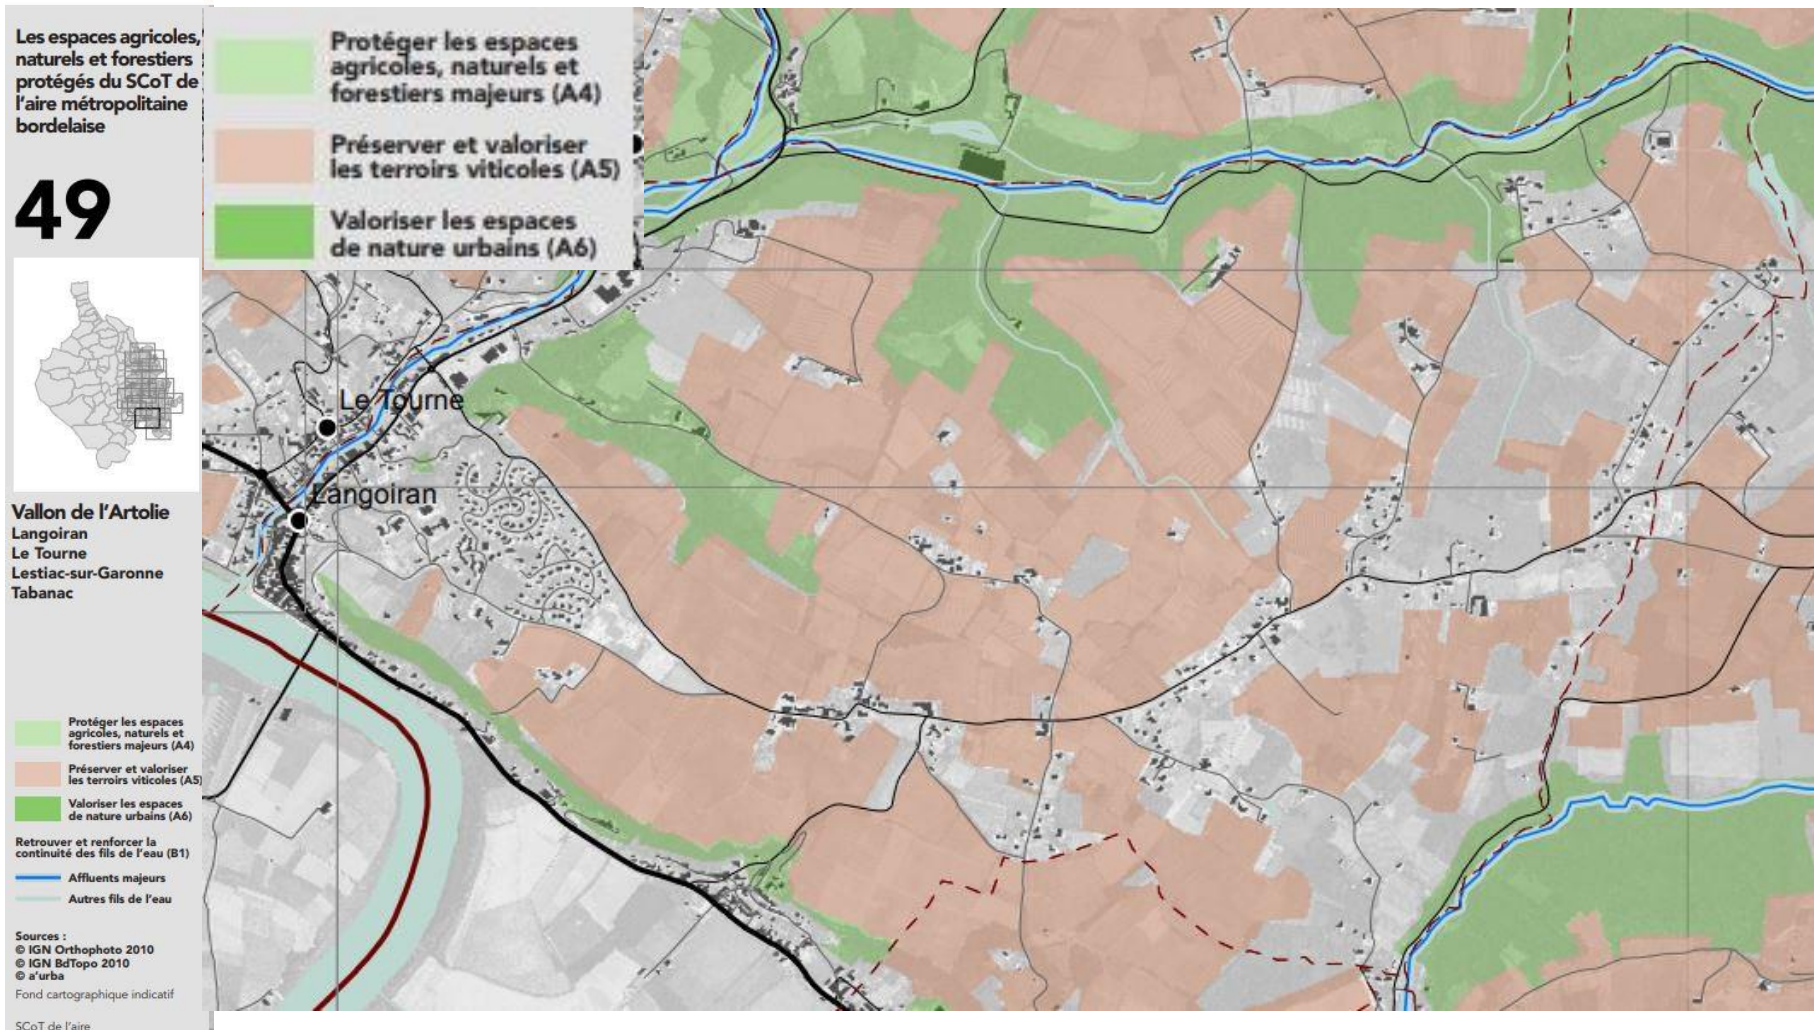 Les espaces agricoles,
naturels et forestiers
protégés du SCoT de
l'aire métropolitaine
bordelaise
49
Vallon de l'Artolie
Langoiran
Le Tourne
Lestiac-sur-Garonne
Tabanac
Protéger les espaces
agricoles, naturels et
forestiers majeurs (A4)
Préserver et valoriser
les terroirs viticoles (A5)
Valoriser les espaces
de nature urbains (A6)
Retrouver et renforcer la
continuité des fils de l'eau (B1)
Affluents majeurs
Autres fils de l'eau
Sources :
© IGN Orthophoto 2010
© IGN BdTopo 2010
© a'urba
Fond cartographique indicatif
SCoT de l'aire
Protéger les espaces
agricoles, naturels et
forestiers majeurs (A4)
Préserver et valoriser
les terroirs viticoles (A5)
Valoriser les espaces
de nature urbains (A6)
Le Tourne
Langoiran